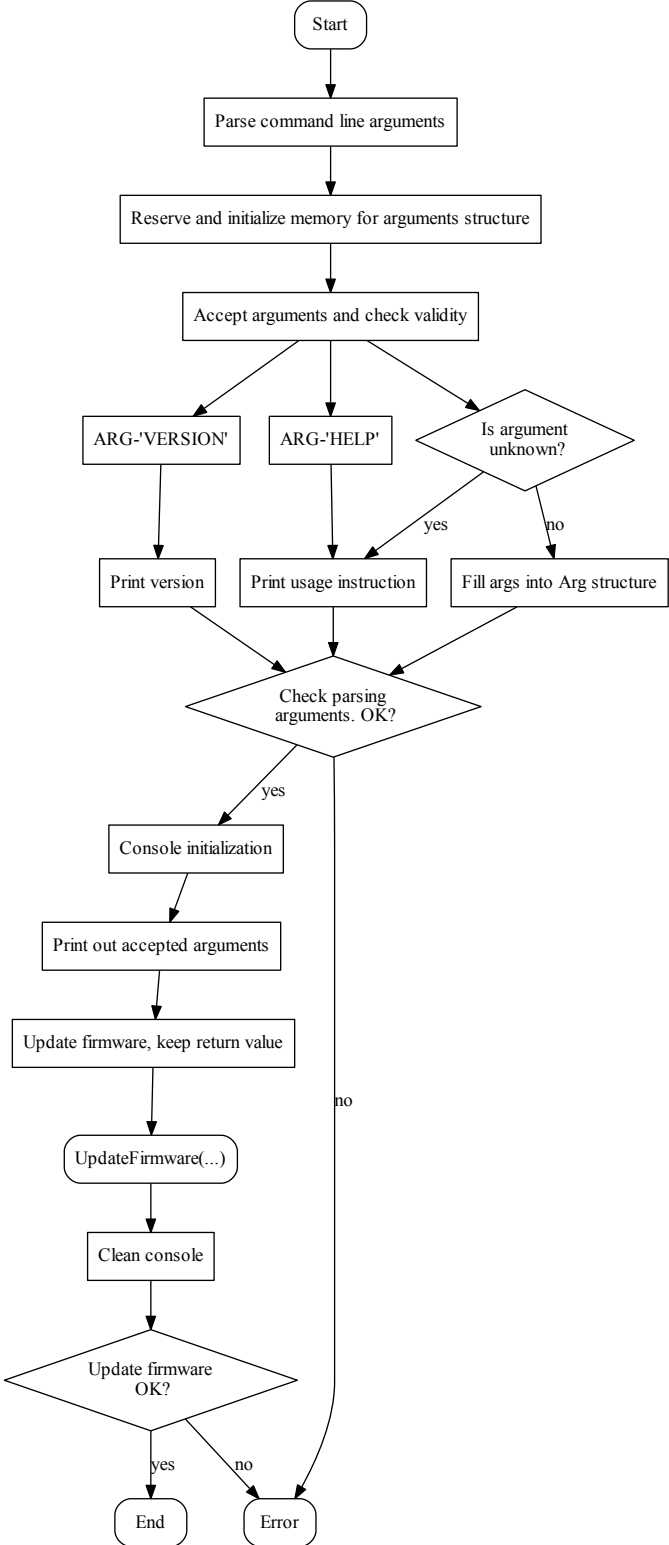 Start
Parse command line arguments
Reserve and initialize memory for arguments structure
Accept arguments and check validity
ARG-'VERSION'
ARG-'HELP'
Is argument
unknown?
yes
no
Print version
Print usage instruction
Fill args into Arg structure
Check parsing
arguments. OK?
yes
Console initialization
Print out accepted arguments
Update firmware, keep return value
no
UpdateFirmware(...)
Clean console
Update firmware
OK?
yes
no
End
Error